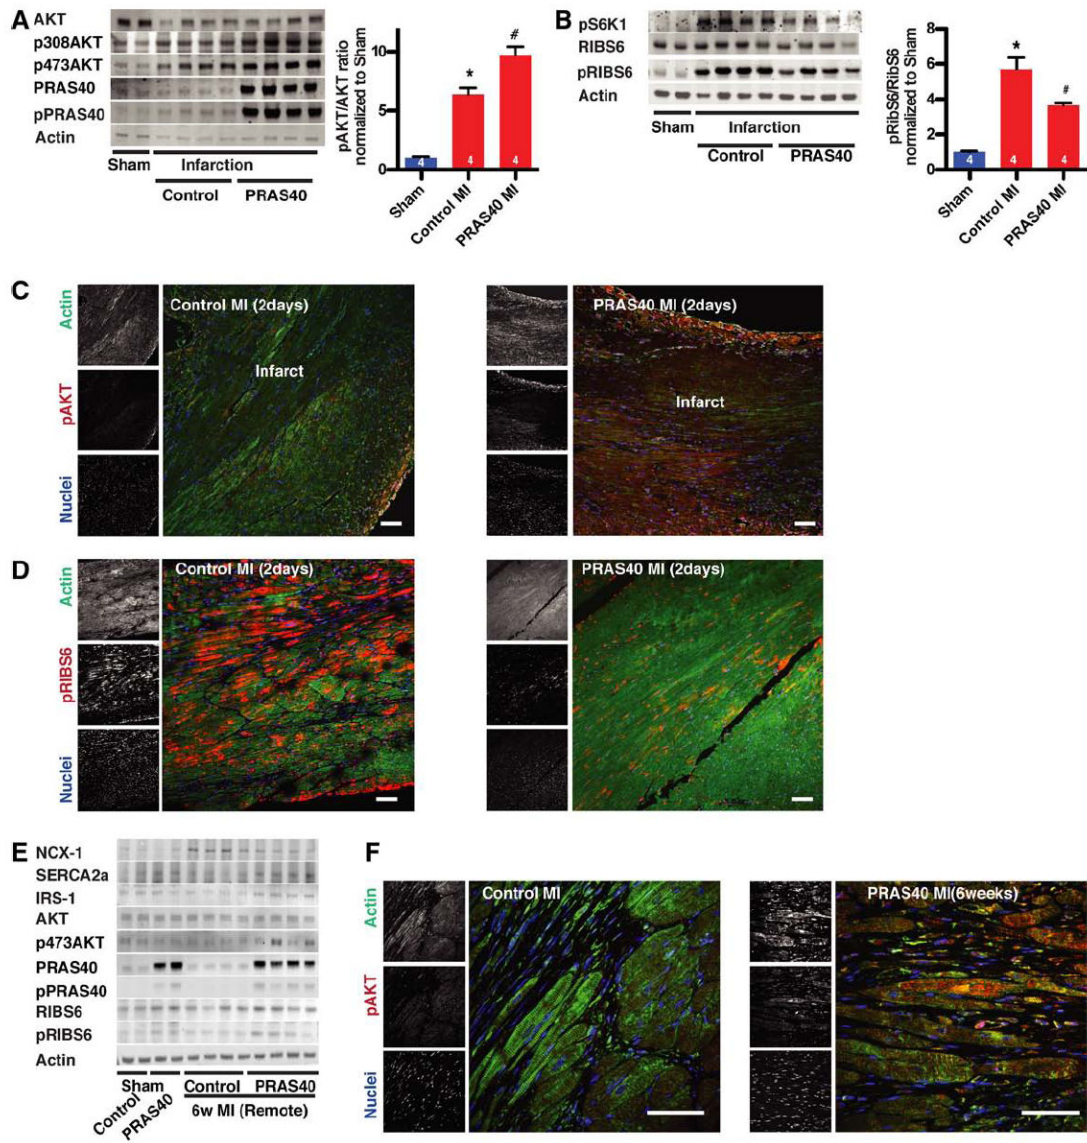 A
AKT
p308AKT
p473AKT
PRAS40
pPRAS40
Actin
Sham Infarction
Control PRAS40
pAKT/AKT ratio
normalized to Sham
10
5
0
*
#
4 4 4
Sham
Control MI
PRAS40 MI
B
pS6K1
RIBS6
pRIBS6
Actin
Sham Infarction
Control PRAS40
pRibS6/RibS6
normalized to Sham
8
6
4
2
0
*
#
4 4 4
Sham
Control MI
PRAS40 MI
C
Actin
pAKT
Nuclei
Control MI (2days)
Infarct
PRAS40 MI (2days)
Infarct
D
Actin
pRIBS6
Nuclei
Control MI (2days)
PRAS40 MI (2days)
E
NCX-1
SERCA2a
IRS-1
AKT
p473AKT
PRAS40
pPRAS40
RIBS6
pRIBS6
Actin
Sham Control PRAS40
Control
PRAS40
6w MI (Remote)
F
Actin
pAKT
Nuclei
Control MI
PRAS40 MI(6weeks)